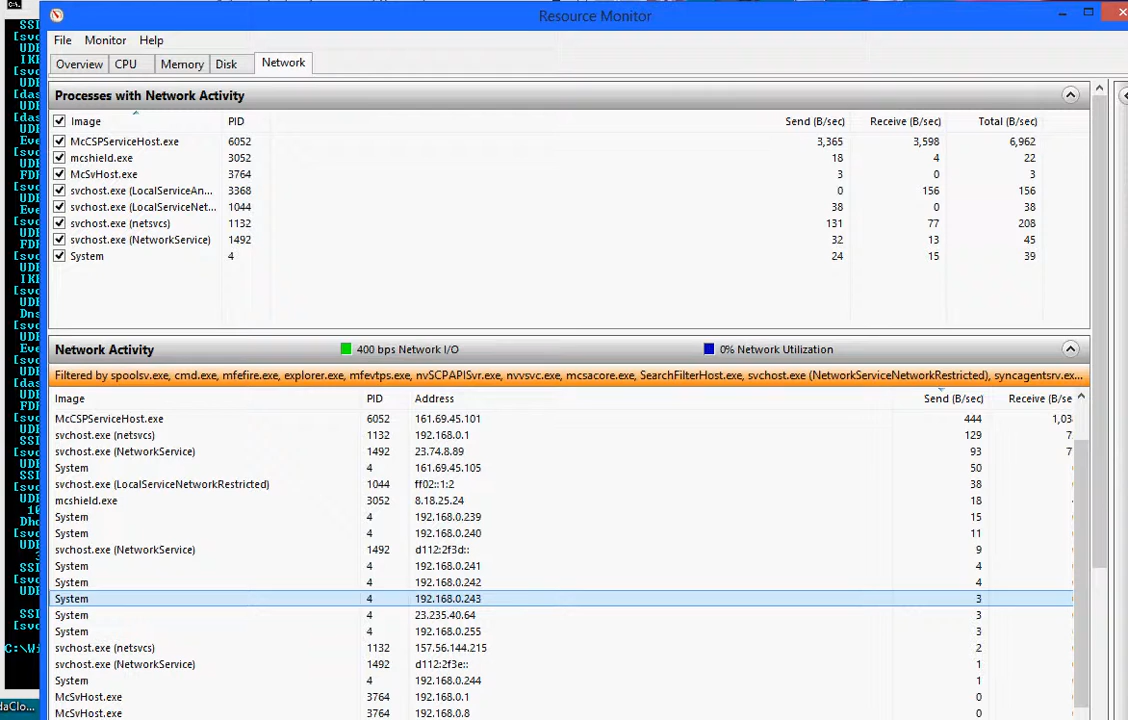 Resource Monitor
File Monitor Help
Overview CPU Memory Disk Network
Processes with Network Activity
Image PID Send (B/sec) Receive (B/sec) Total (B/sec)
McCSPServiceHost.exe 6052 3,365 3,598 6,962
mcshield.exe 3052 18 4 22
McSvHost.exe 3764 3 0 3
svchost.exe (LocalServiceAn... 3368 0 156 156
svchost.exe (LocalServiceNet... 1044 38 0 38
svchost.exe (netsvcs) 1132 131 77 208
svchost.exe (NetworkService) 1492 32 13 45
System 4 24 15 39
Network Activity 400 bps Network I/O 0% Network Utilization
Filtered by spoolsv.exe, cmd.exe, mfefire.exe, explorer.exe, mfevtps.exe, nvSCPAPISvr.exe, nvvsvc.exe, mcsacore.exe, SearchFilterHost.exe, svchost.exe (NetworkServiceNetworkRestricted), syncagentsrv.ex...
Image PID Address Send (B/sec) Receive (B/se
McCSPServiceHost.exe 6052 161.69.45.101 444 1,03
svchost.exe (netsvcs) 1132 192.168.0.1 129 7
svchost.exe (NetworkService) 1492 23.74.8.89 93 7
System 4 161.69.45.105 50
svchost.exe (LocalServiceNetworkRestricted) 1044 ff02::1:2 38
mcshield.exe 3052 8.18.25.24 18
System 4 192.168.0.239 15
System 4 192.168.0.240 11
svchost.exe (NetworkService) 1492 d112:2f3d:: 9
System 4 192.168.0.241 4
System 4 192.168.0.242 4
System 4 192.168.0.243 3
System 4 23.235.40.64 3
System 4 192.168.0.255 3
svchost.exe (netsvcs) 1132 157.56.144.215 2
svchost.exe (NetworkService) 1492 d112:2f3e:: 1
System 4 192.168.0.244 1
McSvHost.exe 3764 192.168.0.1 0
McSvHost.exe 3764 192.168.0.8 0